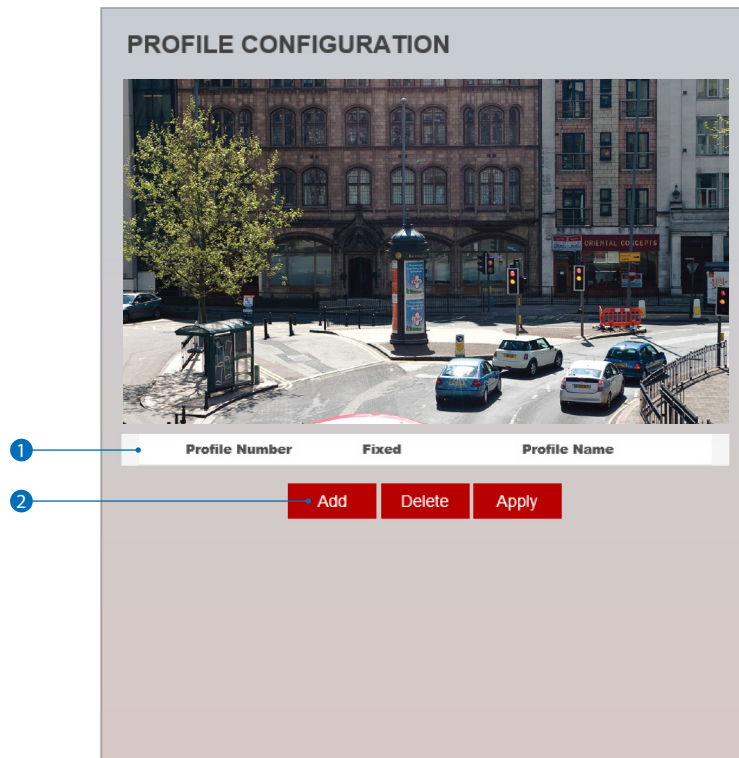 PROFILE CONFIGURATION
ORIENTAL CONCEPTS
1
Profile Number Fixed Profile Name
2
Add Delete Apply